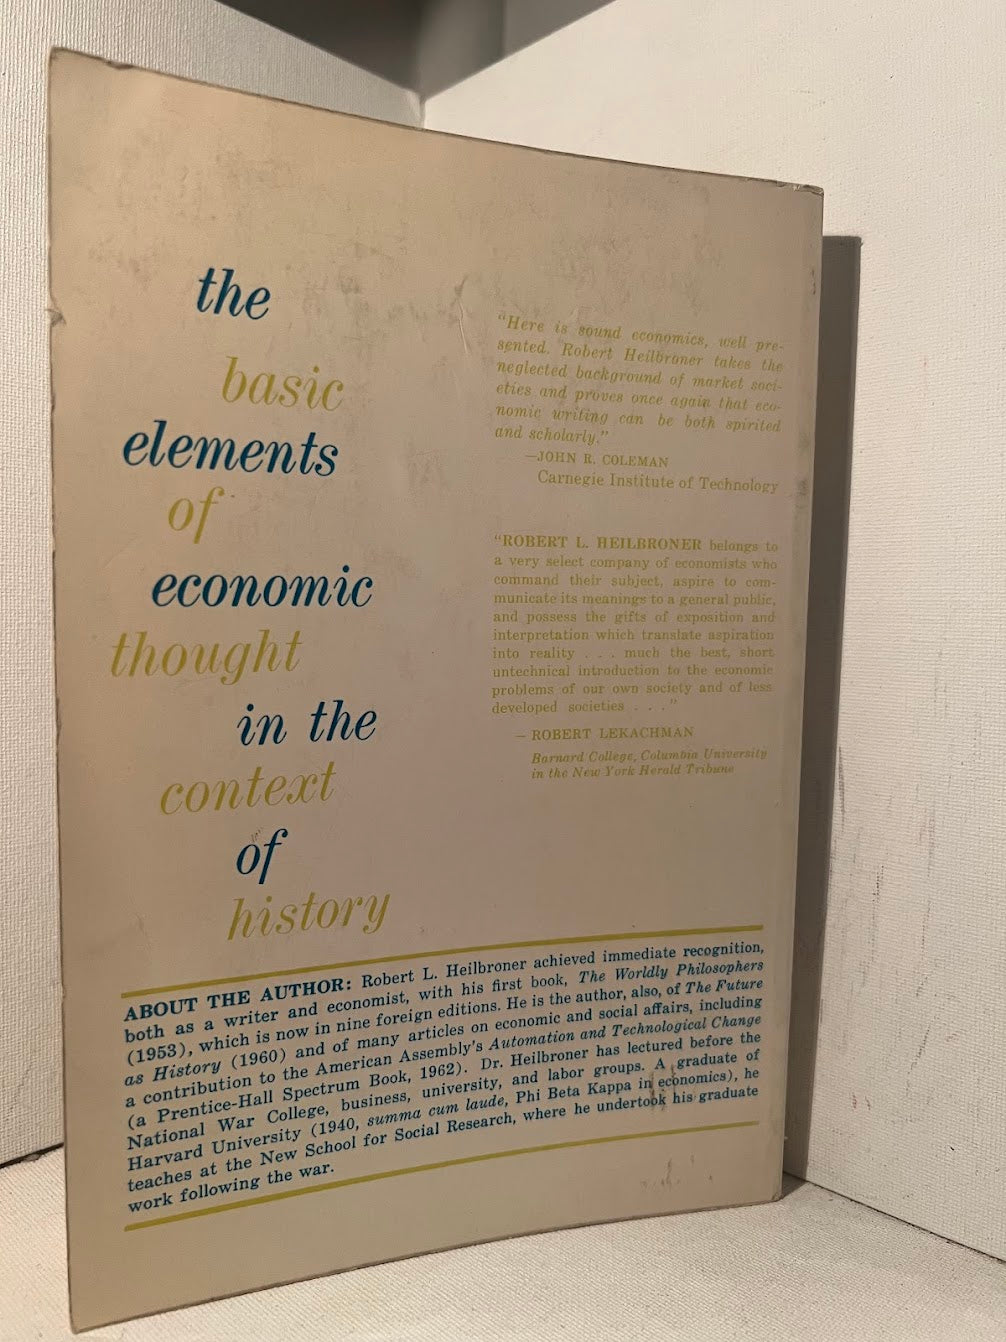 the
basic
elements
of
economic
thought
in the
context
of
history
"Here is sound economics, well pre-
sented. Robert Heilbroner takes the
neglected background of market soci-
eties and proves once again that eco-
nomic writing can be both spirited
and scholarly."
—JOHN R. COLEMAN
Carnegie Institute of Technology
"ROBERT L. HEILBRONER belongs to
a very select company of economists who
command their subject, aspire to com-
municate its meanings to a general public,
and possess the gifts of exposition and
interpretation which translate aspiration
into reality . . . much the best, short
untechnical introduction to the economic
problems of our own society and of less
developed societies . . ."
— ROBERT LEKACHMAN
Barnard College, Columbia University
in the New York Herald Tribune
ABOUT THE AUTHOR: Robert L. Heilbroner achieved immediate recognition,
both as a writer and economist, with his first book, The Worldly Philosophers
(1953), which is now in nine foreign editions. He is the author, also, of The Future
as History (1960) and of many articles on economic and social affairs, including
a contribution to the American Assembly's Automation and Technological Change
(a Prentice-Hall Spectrum Book, 1962). Dr. Heilbroner has lectured before the
National War College, business, university, and labor groups. A graduate of
Harvard University (1940, summa cum laude, Phi Beta Kappa in economics), he
teaches at the New School for Social Research, where he undertook his graduate
work following the war.